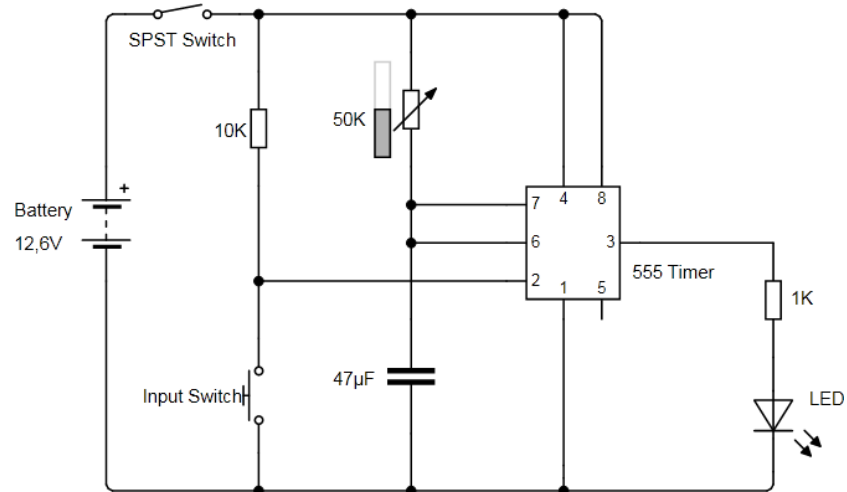 SPST Switch
10K
50K
+
Battery
12,6V
7
4
8
6
3
2
1
5
555 Timer
1K
Input Switch
47µF
LED